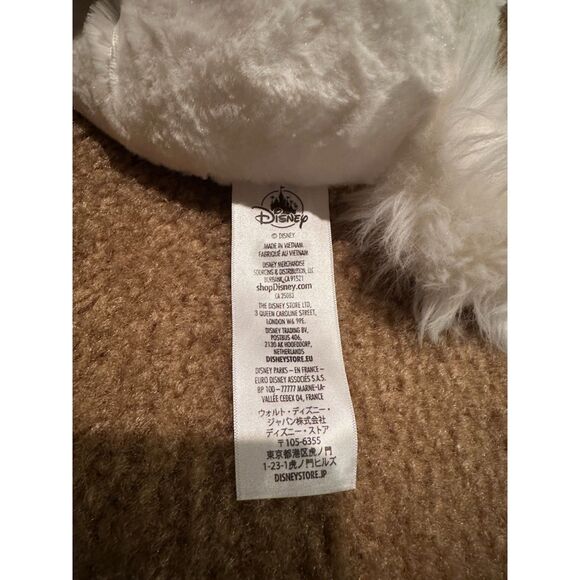 DISNEY
© DISNEY
MADE IN VIETNAM
FABRIQUÉ AU VIETNAM
DISNEY MERCHANDISE
SOURCING & DISTRIBUTION, LLC
BURBANK, CA 91521
shopDisney.com
CA 25083
THE DISNEY STORE LTD,
3 QUEEN CAROLINE STREET,
LONDON W6 9PE.
DISNEY TRADING BV,
POSTBUS 406,
2130 AK HOOFDDORP,
NETHERLANDS
DISNEYSTORE.EU
DISNEY PARKS – EN FRANCE –
EURO DISNEY ASSOCIÉS S.A.S.
BP 100 – 77777 MARNE-LA-
VALLÉE CEDEX 04, FRANCE
ウォルト・ディズニー・
ジャパン株式会社
ディズニー・ストア
〒105-6355
東京都港区虎ノ門
1-23-1虎ノ門ヒルズ
DISNEYSTORE.JP